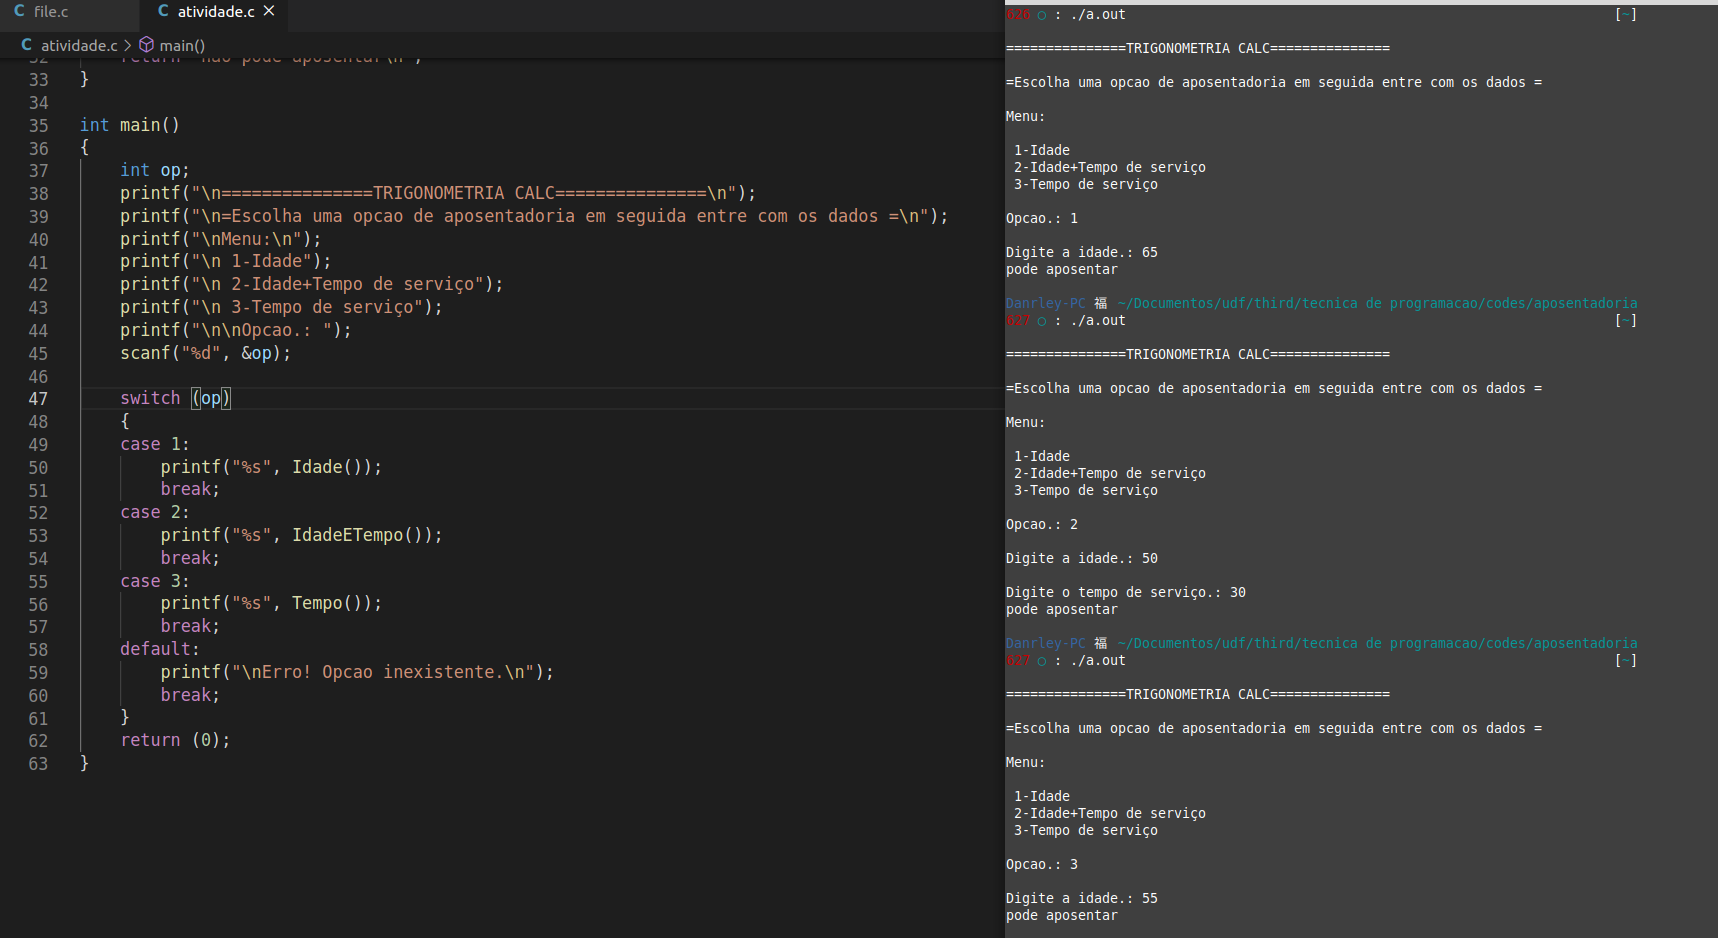 file.c
atividade.c
atividade.c > main()
32 return "nao pode aposentar\n";
33 }
34
35 int main()
36 {
37 int op;
38 printf("\n===============TRIGONOMETRIA CALC===============\n");
39 printf("\n=Escolha uma opcao de aposentadoria em seguida entre com os dados =\n");
40 printf("\nMenu:\n");
41 printf("\n 1-Idade");
42 printf("\n 2-Idade+Tempo de serviço");
43 printf("\n 3-Tempo de serviço");
44 printf("\n\nOpcao.: ");
45 scanf("%d", &op);
46
47 switch (op)
48 {
49 case 1:
50 printf("%s", Idade());
51 break;
52 case 2:
53 printf("%s", IdadeETempo());
54 break;
55 case 3:
56 printf("%s", Tempo());
57 break;
58 default:
59 printf("\nErro! Opcao inexistente.\n");
60 break;
61 }
62 return (0);
63 }
626 ○ : ./a.out [~]
===============TRIGONOMETRIA CALC===============
=Escolha uma opcao de aposentadoria em seguida entre com os dados =
Menu:
1-Idade
2-Idade+Tempo de serviço
3-Tempo de serviço
Opcao.: 1
Digite a idade.: 65
pode aposentar
Danrley-PC 福 ~/Documentos/udf/third/tecnica de programacao/codes/aposentadoria
627 ○ : ./a.out [~]
===============TRIGONOMETRIA CALC===============
=Escolha uma opcao de aposentadoria em seguida entre com os dados =
Menu:
1-Idade
2-Idade+Tempo de serviço
3-Tempo de serviço
Opcao.: 2
Digite a idade.: 50
Digite o tempo de serviço.: 30
pode aposentar
Danrley-PC 福 ~/Documentos/udf/third/tecnica de programacao/codes/aposentadoria
627 ○ : ./a.out [~]
===============TRIGONOMETRIA CALC===============
=Escolha uma opcao de aposentadoria em seguida entre com os dados =
Menu:
1-Idade
2-Idade+Tempo de serviço
3-Tempo de serviço
Opcao.: 3
Digite a idade.: 55
pode aposentar